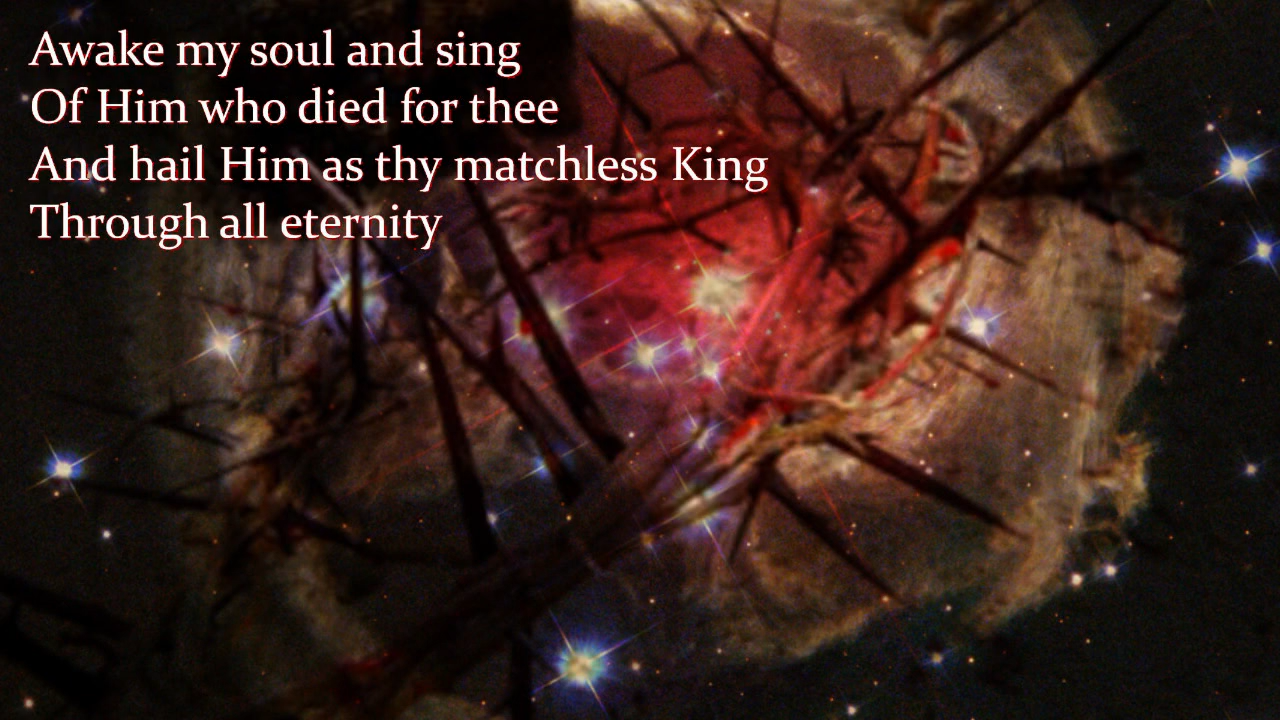 Awake my soul and sing
Of Him who died for thee
And hail Him as thy matchless King
Through all eternity